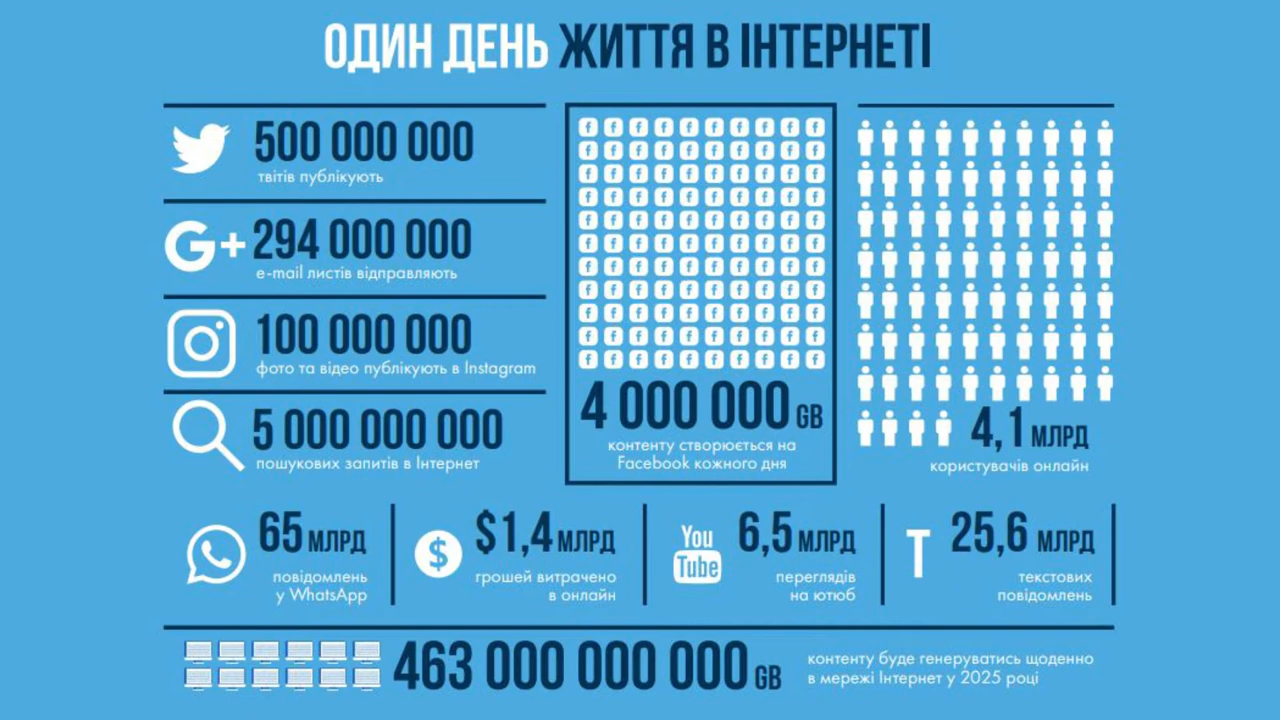 ОДИН ДЕНЬ ЖИТТЯ В ІНТЕРНЕТІ
500 000 000
твітів публікують
G+ 294 000 000
e-mail листів відправляють
100 000 000
фото та відео публікують в Instagram
5 000 000 000
пошукових запитів в Інтернет
4 000 000 GB
контенту створюється на
Facebook кожного дня
4,1 МЛРД
користувачів онлайн
65 МЛРД
повідомлень
у WhatsApp
$ $1,4 МЛРД
грошей витрачено
в онлайн
You
Tube
6,5 МЛРД
переглядів
на ютюб
T 25,6 МЛРД
текстових
повідомлень
463 000 000 000 GB
контенту буде генеруватись щоденно
в мережі Інтернет у 2025 році